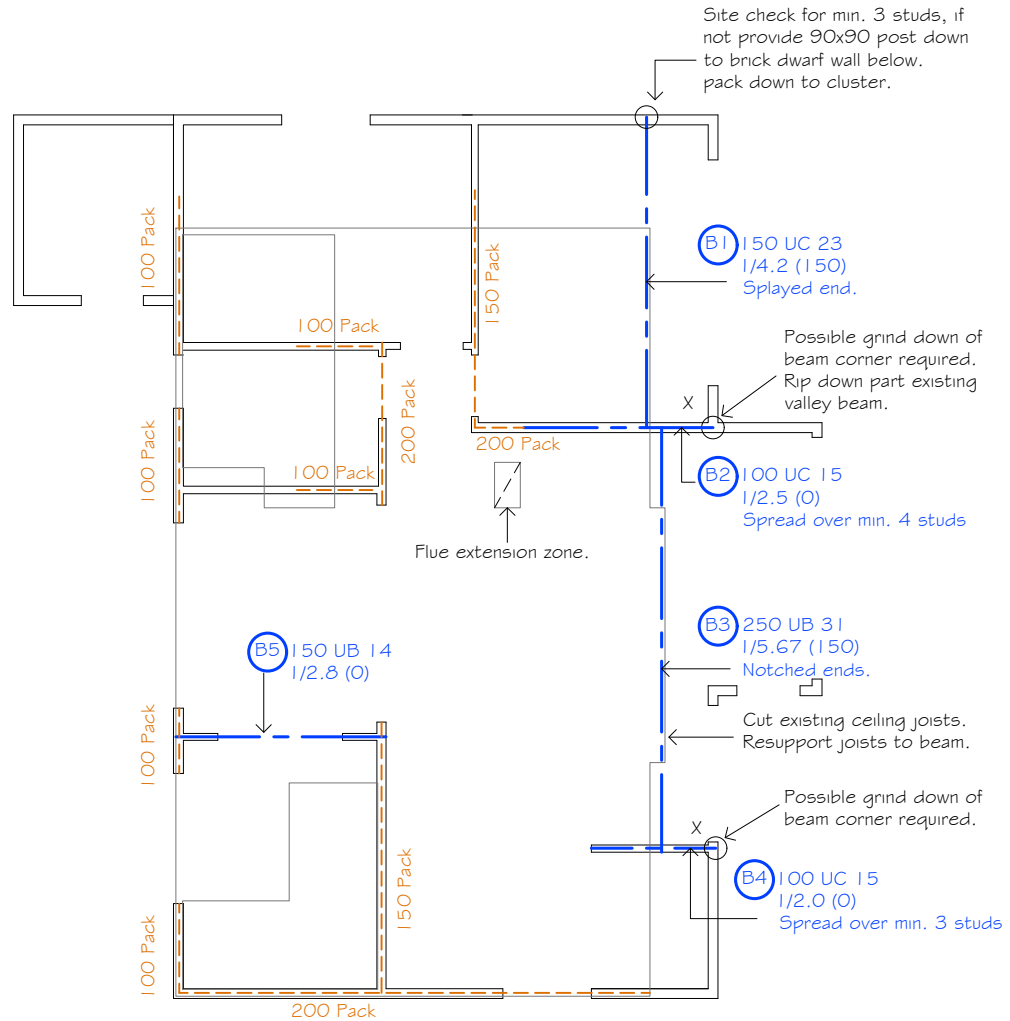 Site check for min. 3 studs, if
not provide 90x90 post down
to brick dwarf wall below.
pack down to cluster.
100 Pack
150 Pack
B1
150 UC 23
1/4.2 (150)
Splayed end.
100 Pack
Possible grind down of
beam corner required.
Rip down part existing
valley beam.
X
200 Pack
100 Pack
200 Pack
100 Pack
B2
100 UC 15
1/2.5 (0)
Spread over min. 4 studs
Flue extension zone.
B3
250 UB 31
1/5.67 (150)
Notched ends.
B5
150 UB 14
1/2.8 (0)
100 Pack
Cut existing ceiling joists.
Resupport joists to beam.
Possible grind down of
beam corner required.
X
150 Pack
B4
100 UC 15
1/2.0 (0)
Spread over min. 3 studs
100 Pack
200 Pack